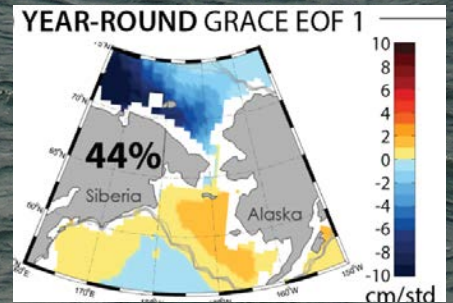 YEAR-ROUND GRACE EOF 1
70°N
65°N
60°N
44%
Siberia
Alaska
170°E
160°W
150°W
10
8
6
4
2
0
-2
-4
-6
-8
-10
cm/std